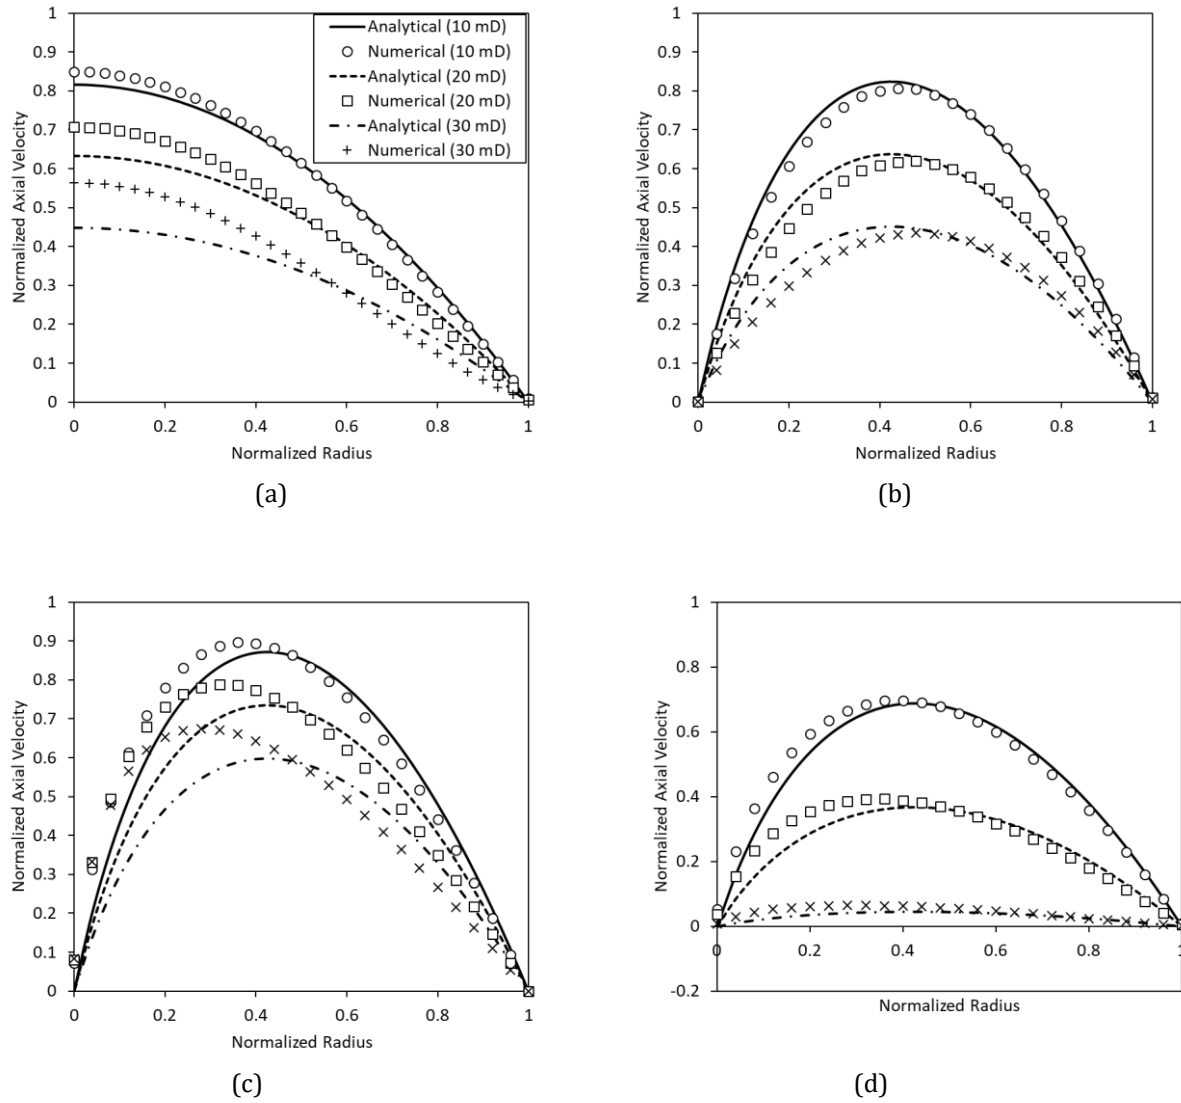 1
0.9
0.8
0.7
0.6
0.5
0.4
0.3
0.2
0.1
0
Normalized Axial Velocity
Analytical (10 mD)
Numerical (10 mD)
Analytical (20 mD)
Numerical (20 mD)
Analytical (30 mD)
Numerical (30 mD)
0 0.2 0.4 0.6 0.8 1
Normalized Radius
(a)
1
0.9
0.8
0.7
0.6
0.5
0.4
0.3
0.2
0.1
0
Normalized Axial Velocity
0 0.2 0.4 0.6 0.8 1
Normalized Radius
(b)
1
0.9
0.8
0.7
0.6
0.5
0.4
0.3
0.2
0.1
0
Normalized Axial Velocity
0 0.2 0.4 0.6 0.8 1
Normalized Radius
(c)
1
0.8
0.6
0.4
0.2
0
-0.2
Normalized Axial Velocity
0 0.2 0.4 0.6 0.8 1
Normalized Radius
(d)